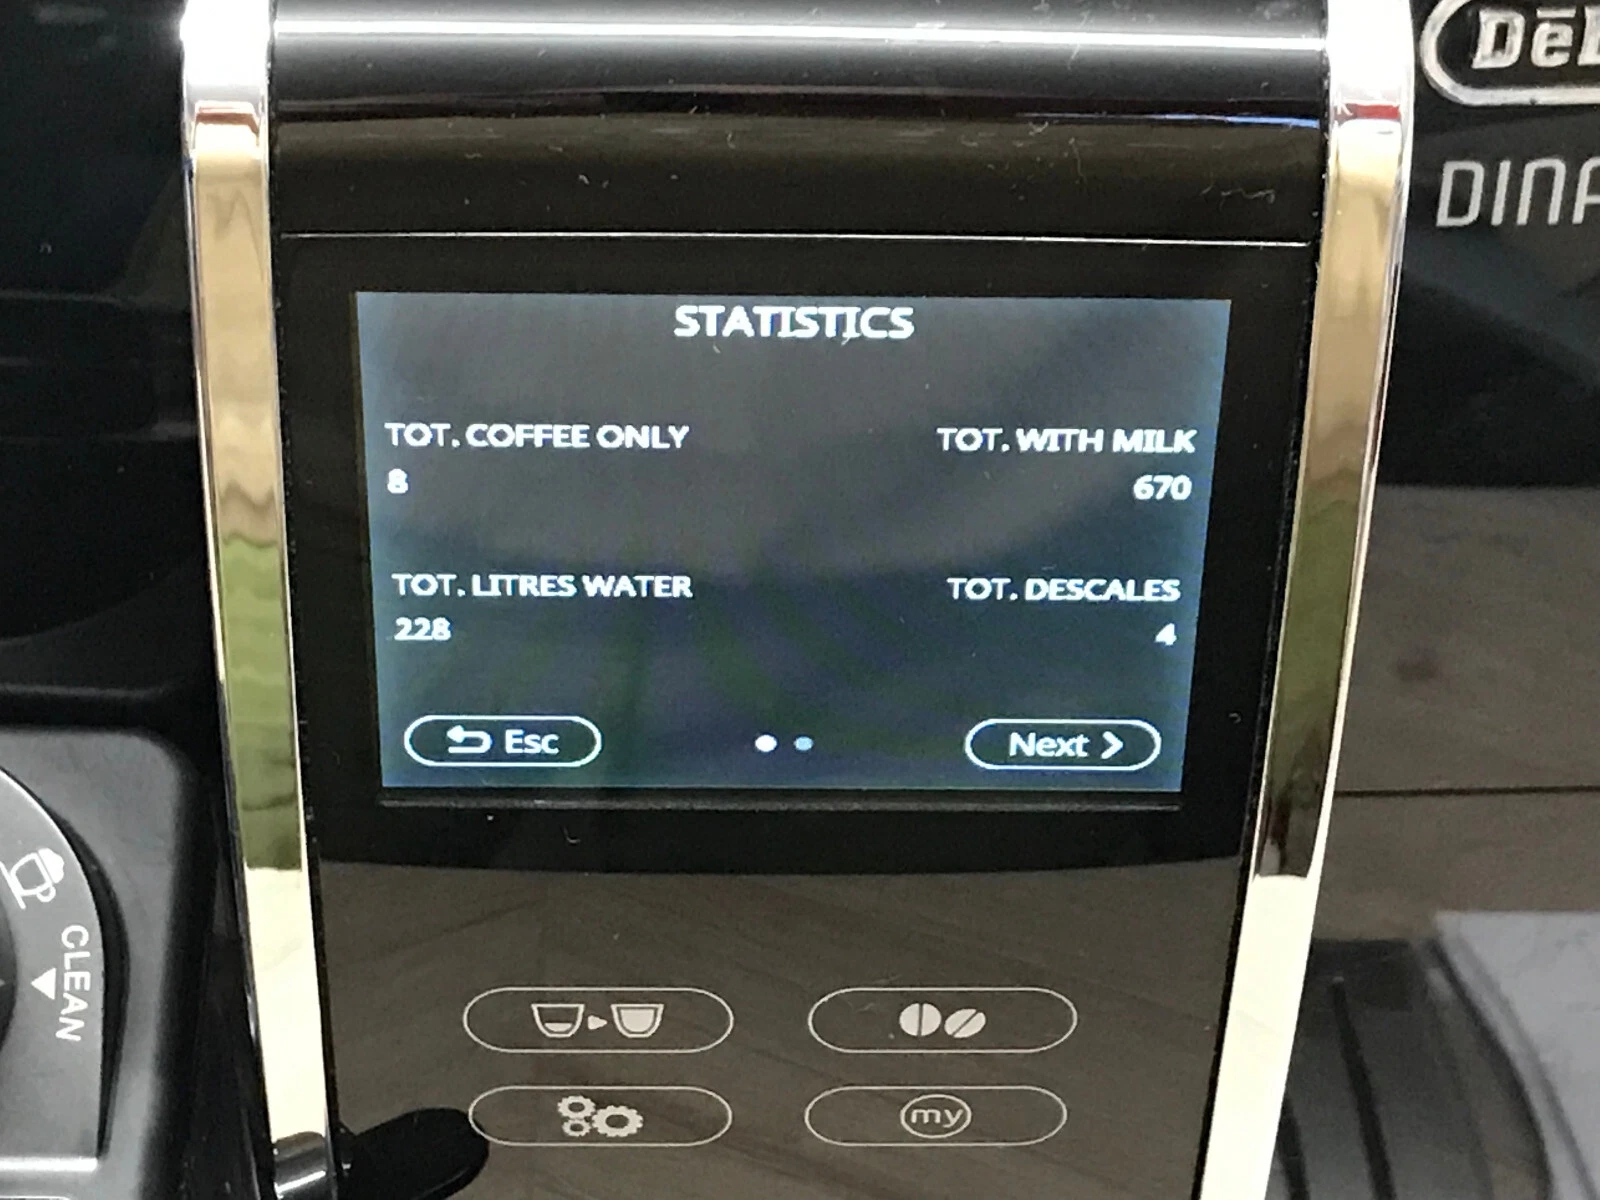 STATISTICS
TOT. COFFEE ONLY
8
TOT. WITH MILK
670
TOT. LITRES WATER
228
TOT. DESCALES
4
Esc
Next
my
CLEAN